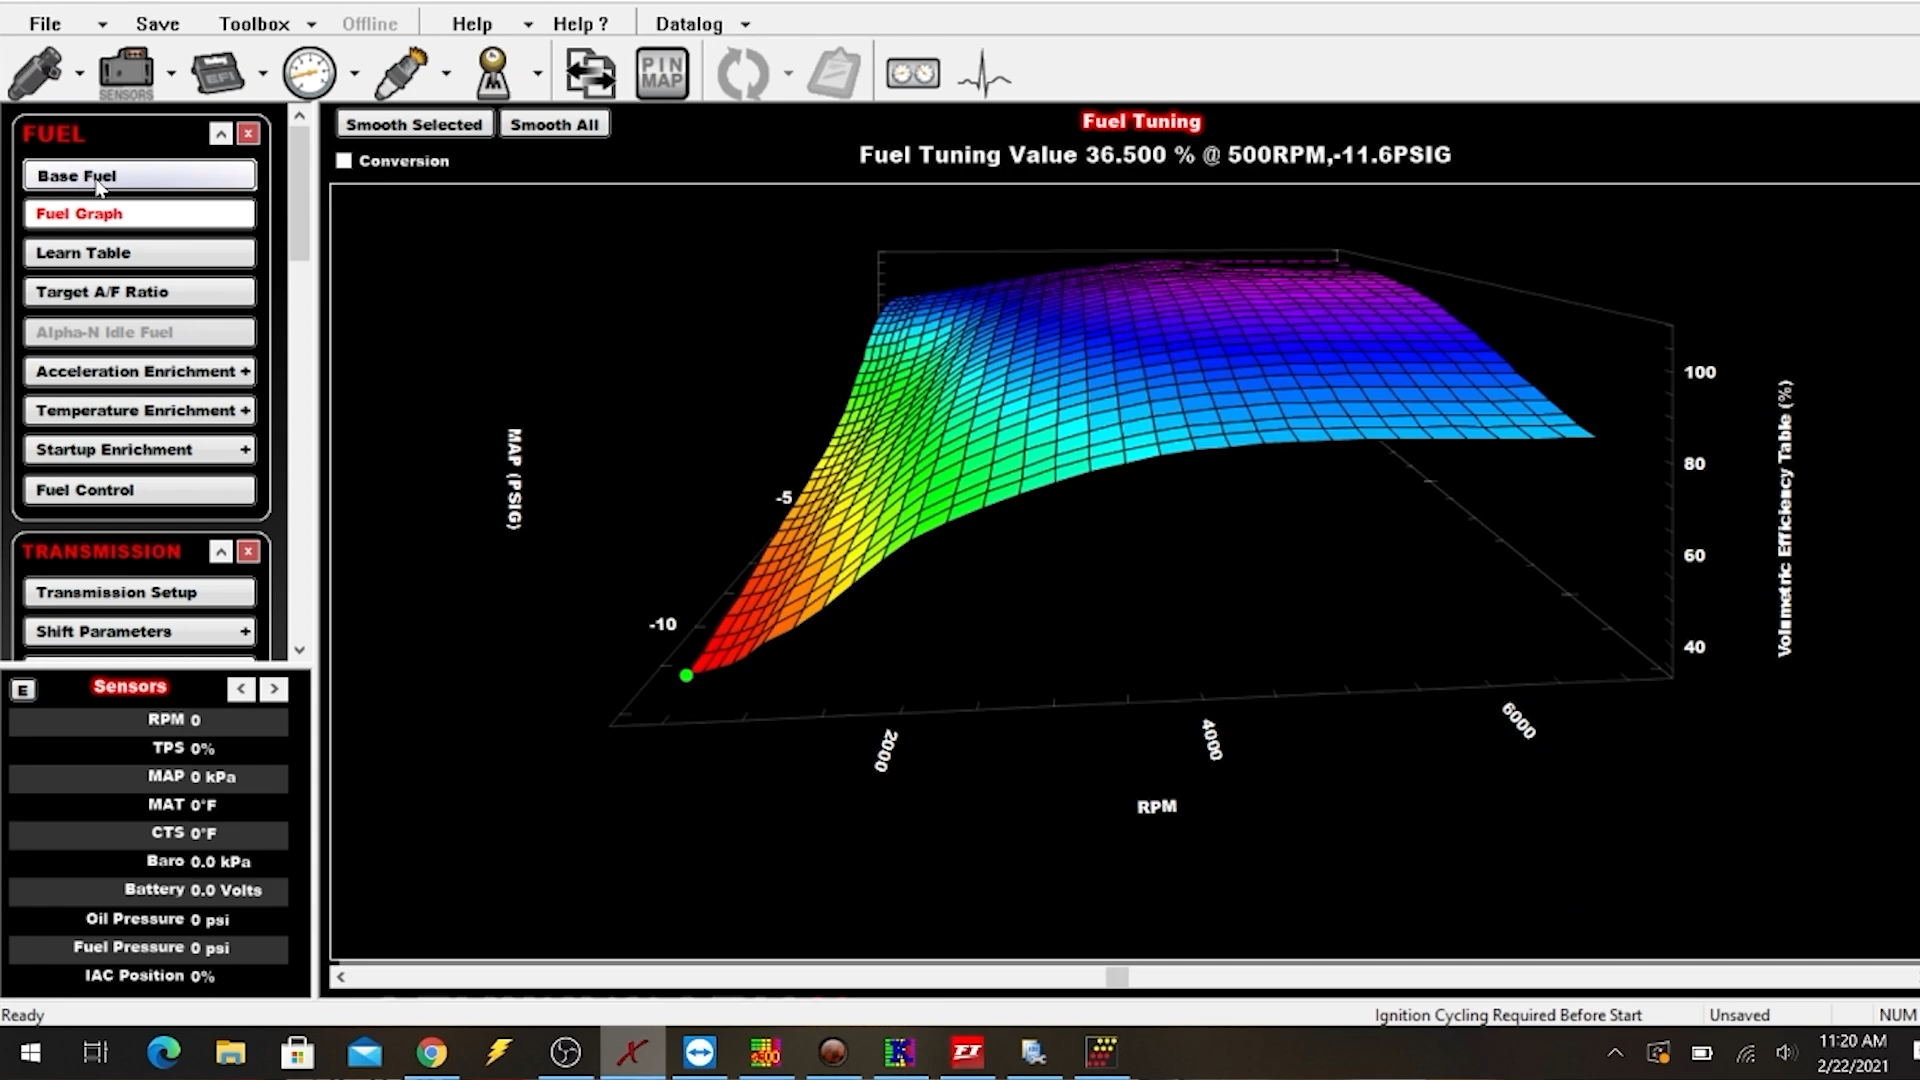 File Save Toolbox Offline Help Help ? Datalog
SENSORS EFI PIN MAP
FUEL
Base Fuel
Fuel Graph
Learn Table
Target A/F Ratio
Alpha-N Idle Fuel
Acceleration Enrichment +
Temperature Enrichment +
Startup Enrichment +
Fuel Control
TRANSMISSION
Transmission Setup
Shift Parameters +
E Sensors < >
RPM 0
TPS 0%
MAP 0 kPa
MAT 0°F
CTS 0°F
Baro 0.0 kPa
Battery 0.0 Volts
Oil Pressure 0 psi
Fuel Pressure 0 psi
IAC Position 0%
Smooth Selected Smooth All
Conversion
Fuel Tuning
Fuel Tuning Value 36.500 % @ 500RPM,-11.6PSIG
MAP (PSIG)
-5
-10
2000
4000
6000
RPM
100
80
60
40
Volumetric Efficiency Table (%)
Ready Ignition Cycling Required Before Start Unsaved NUM
11:20 AM
2/22/2021